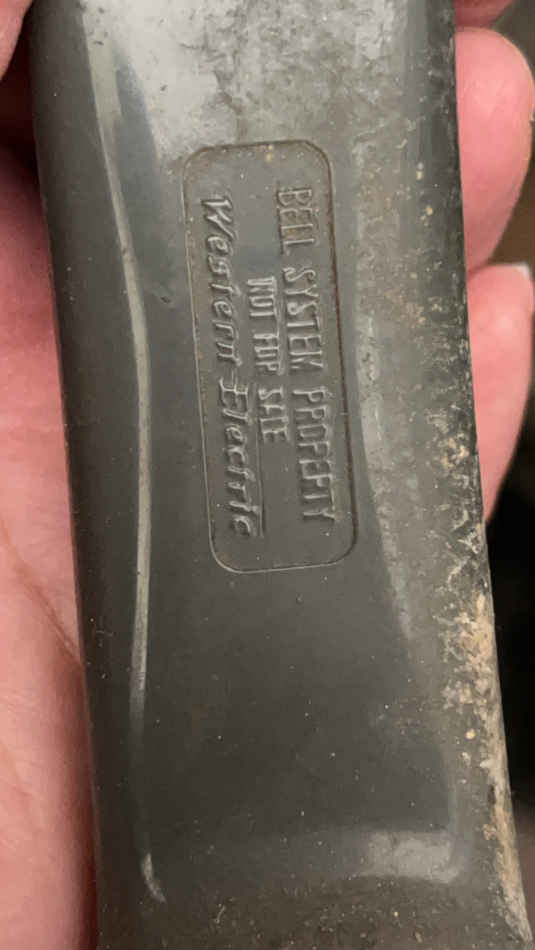 BELL SYSTEM PROPERTY
NOT FOR SALE
Western Electric